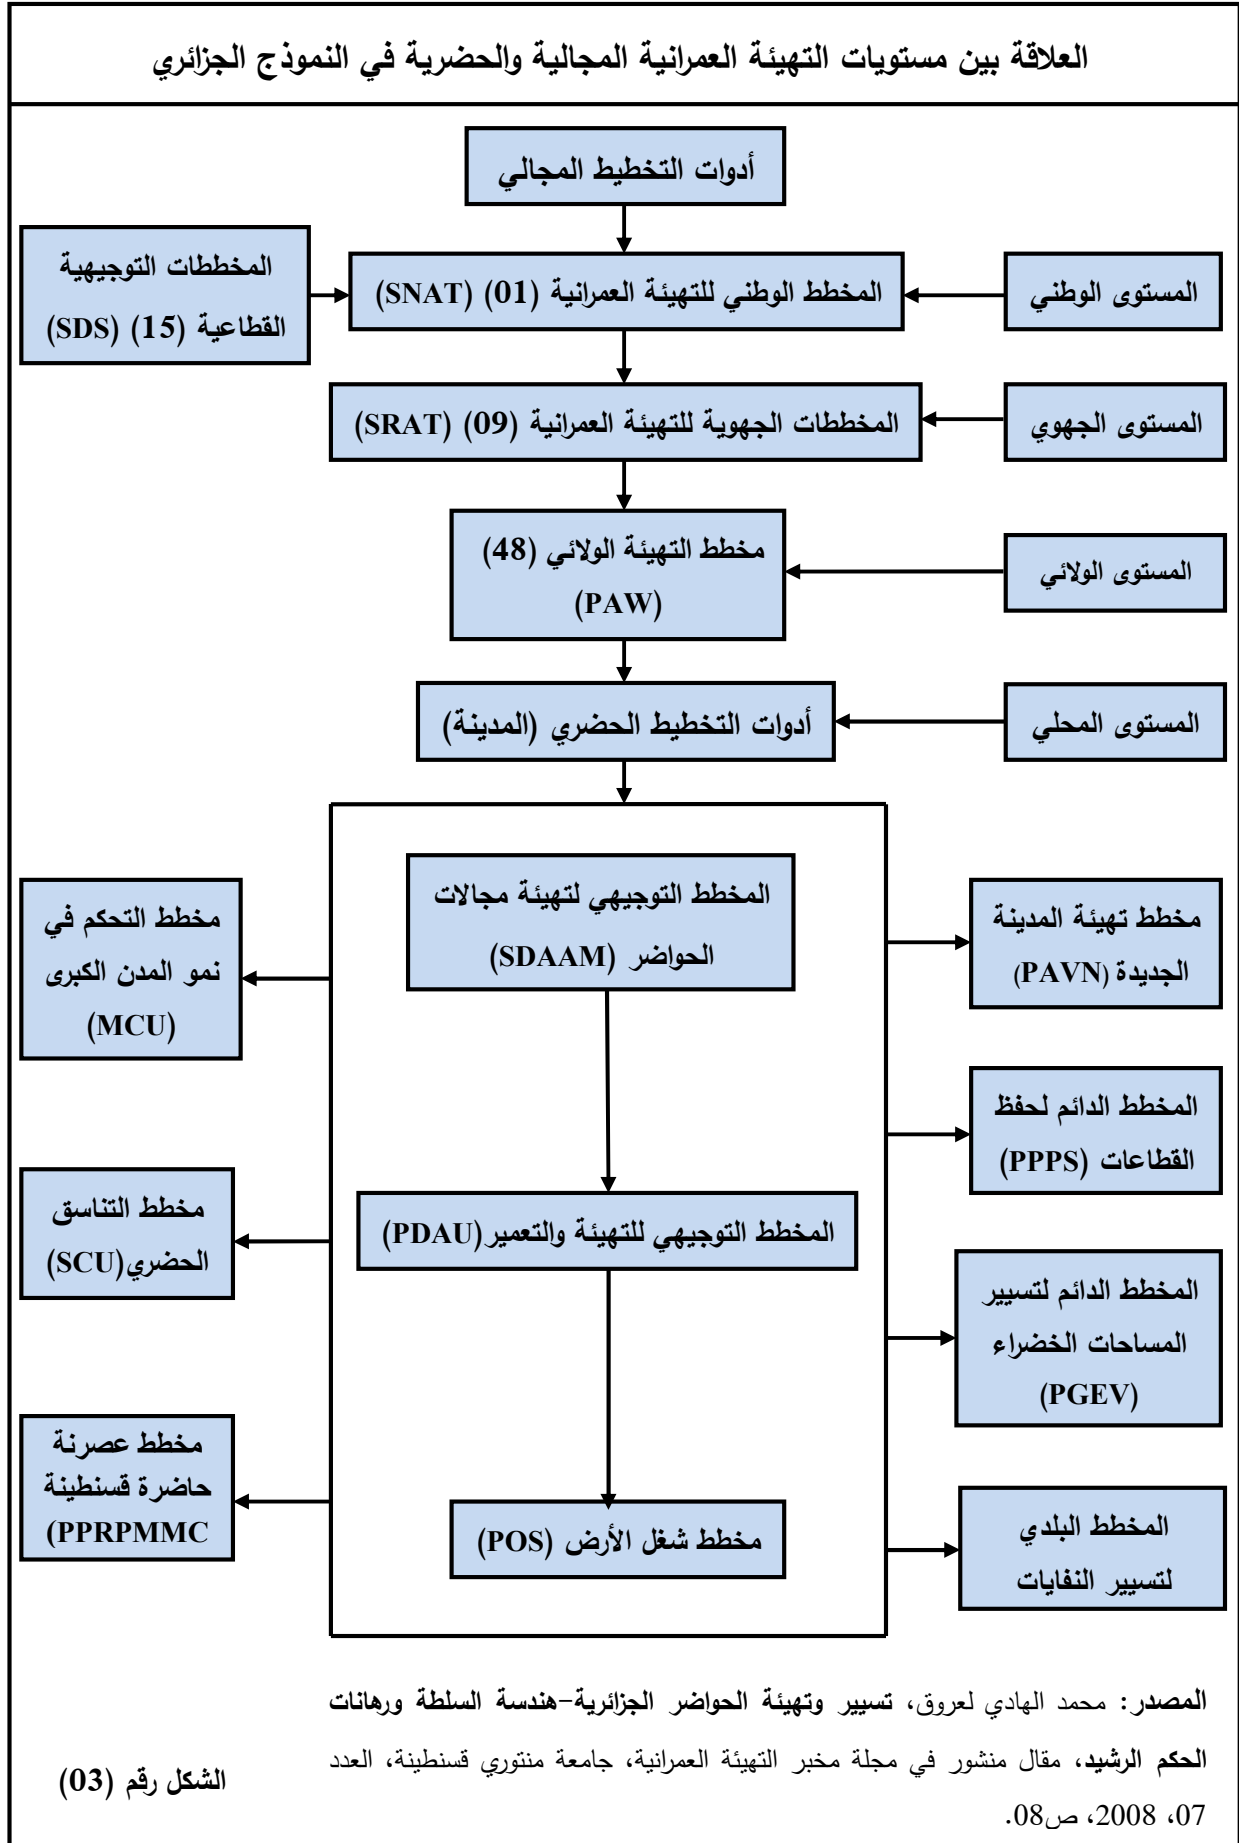 العلاقة بين مستويات التهيئة العمرانية المجالية والحضرية في النموذج الجزائري
أدوات التخطيط المجالي
المستوى الوطني
المخطط الوطني للتهيئة العمرانية (01) (SNAT)
المخططات التوجيهية
القطاعية (15) (SDS)
المستوى الجهوي
المخططات الجهوية للتهيئة العمرانية (09) (SRAT)
المستوى الولائي
مخطط التهيئة الولائي (48)
(PAW)
المستوى المحلي
أدوات التخطيط الحضري (المدينة)
المخطط التوجيهي لتهيئة مجالات
الحواضر (SDAAM)
المخطط التوجيهي للتهيئة والتعمير(PDAU)
مخطط شغل الأرض (POS)
مخطط تهيئة المدينة
الجديدة (PAVN)
المخطط الدائم لحفظ
القطاعات (PPPS)
المخطط الدائم لتسيير
المساحات الخضراء
(PGEV)
المخطط البلدي
لتسيير النفايات
مخطط التحكم في
نمو المدن الكبرى
(MCU)
مخطط التناسق
الحضري(SCU)
مخطط عصرنة
حاضرة قسنطينة
(PPRPMMC
المصدر: محمد الهادي لعروق، تسيير وتهيئة الحواضر الجزائرية-هندسة السلطة ورهانات
الحكم الرشيد، مقال منشور في مجلة مخبر التهيئة العمرانية، جامعة منتوري قسنطينة، العدد
07، 2008، ص08.
الشكل رقم (03)